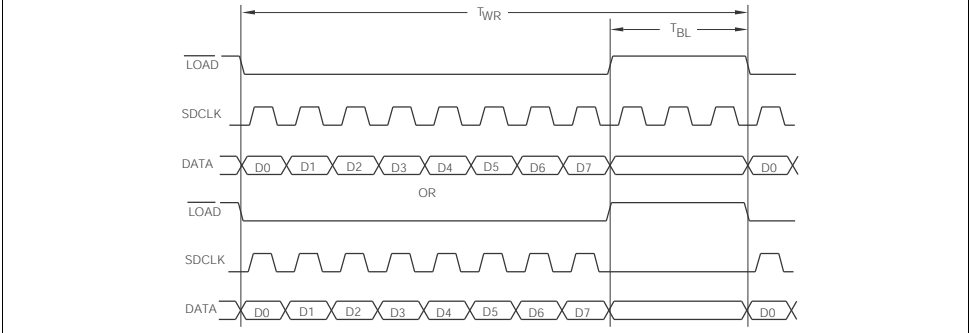 TWR
TBL
LOAD
SDCLK
DATA D0 D1 D2 D3 D4 D5 D6 D7 D0
OR
LOAD
SDCLK
DATA D0 D1 D2 D3 D4 D5 D6 D7 D0